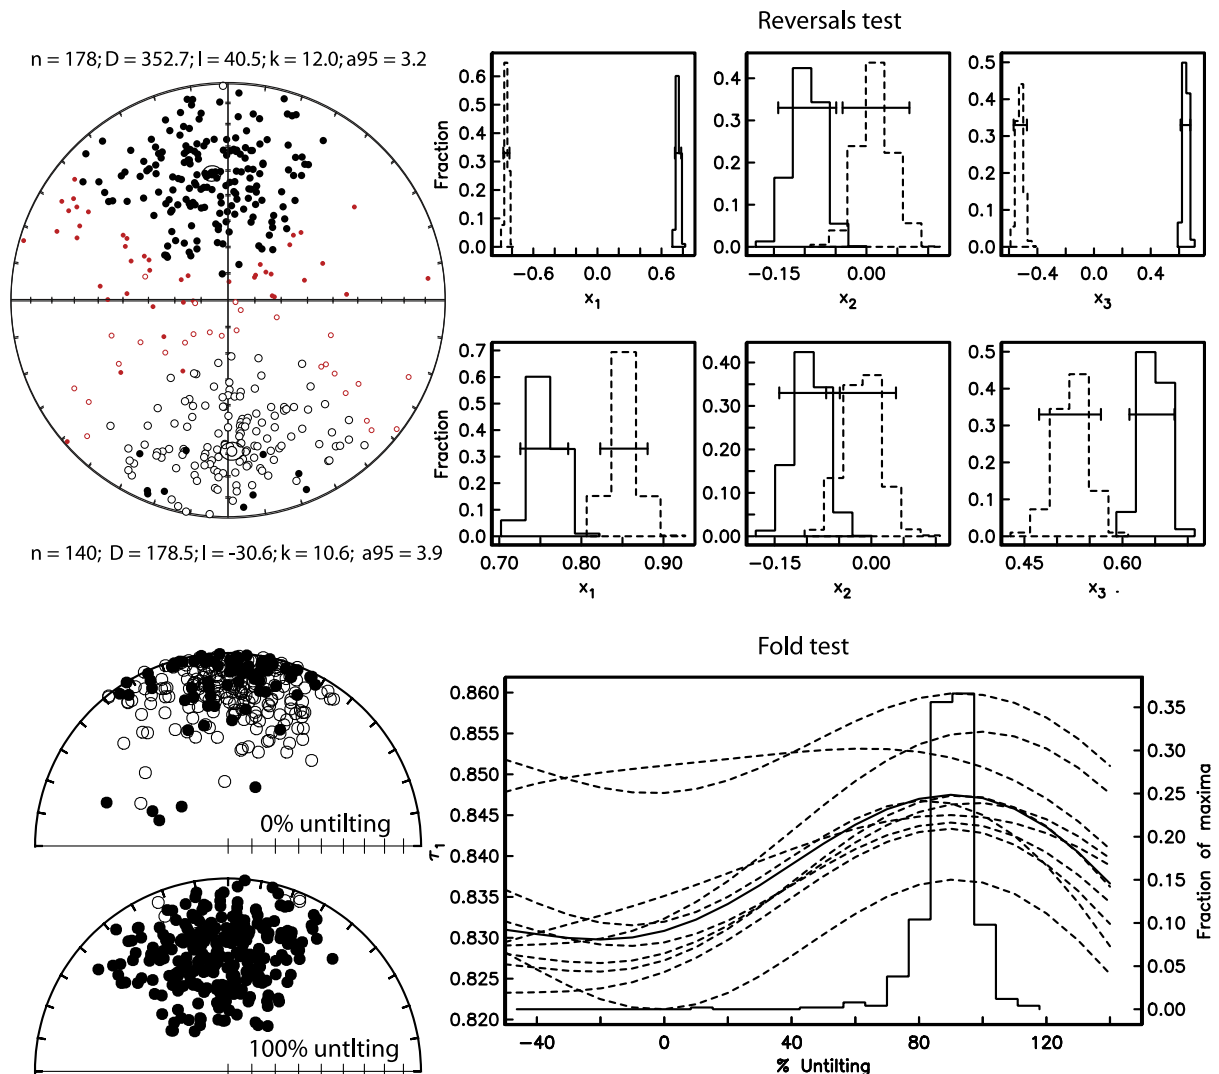 Reversals test
n = 178; D = 352.7; I = 40.5; k = 12.0; a95 = 3.2
0.6
0.5
0.4
0.3
0.2
0.1
0.0
Fraction
−0.6 0.0 0.6
x1
0.4
0.3
0.2
0.1
0.0
−0.15 0.00
x2
0.5
0.4
0.3
0.2
0.1
0.0
−0.4 0.0 0.4
x3
0.7
0.6
0.5
0.4
0.3
0.2
0.1
0.0
Fraction
0.70 0.80 0.90
x1
0.40
0.30
0.20
0.10
0.00
−0.15 0.00
x2
0.5
0.4
0.3
0.2
0.1
0.0
0.45 0.60
x3
n = 140; D = 178.5; I = -30.6; k = 10.6; a95 = 3.9
Fold test
0% untilting
100% untilting
0.860
0.855
0.850
0.845
0.840
0.835
0.830
0.825
0.820
τ1
0.35
0.30
0.25
0.20
0.15
0.10
0.05
0.00
Fraction of maxima
−40 0 40 80 120
% Untilting